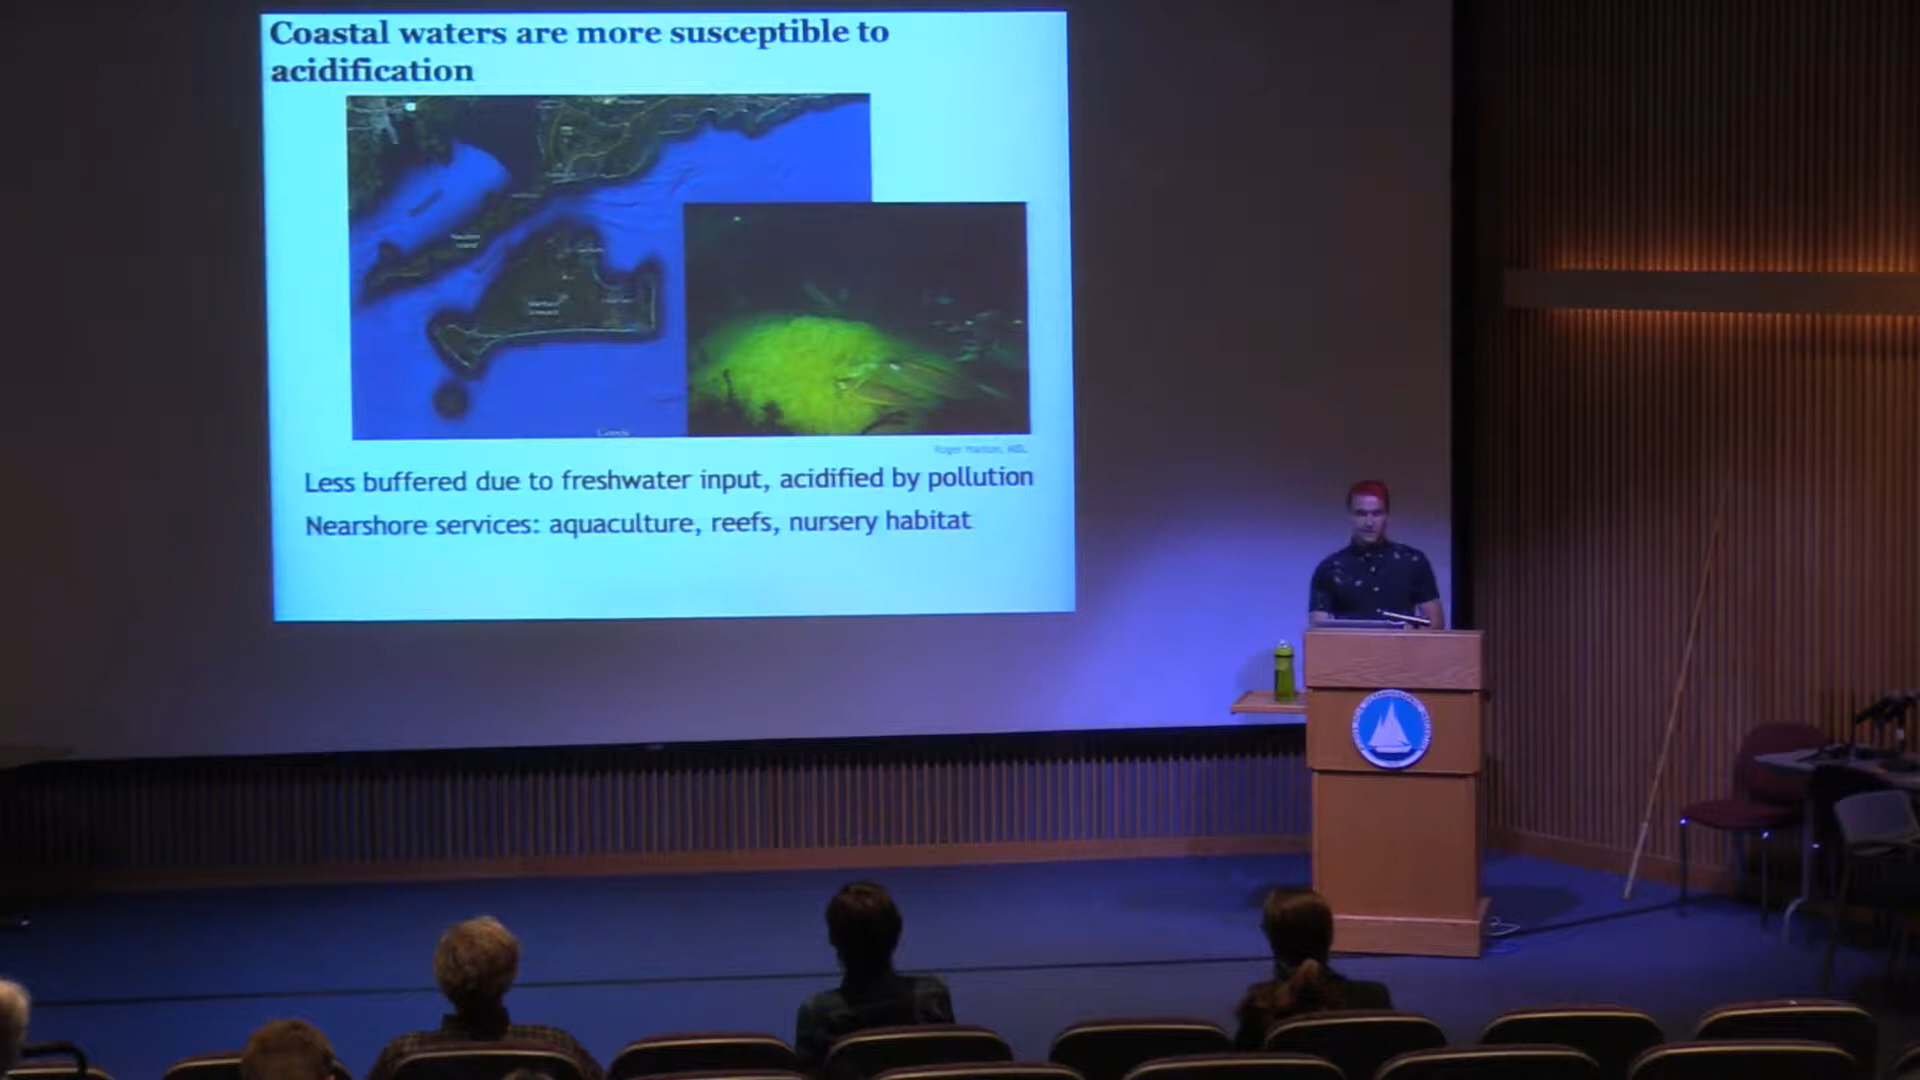 Coastal waters are more susceptible to
acidification
Less buffered due to freshwater input, acidified by pollution
Nearshore services: aquaculture, reefs, nursery habitat